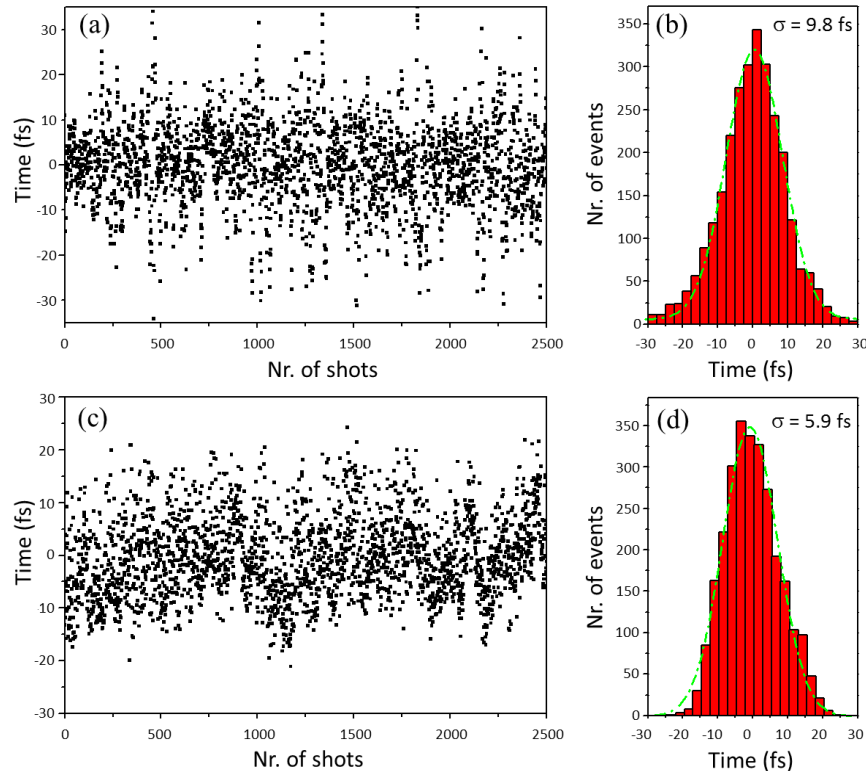 (a)
Time (fs)
30
20
10
0
-10
-20
-30
0 500 1000 1500 2000 2500
Nr. of shots
(b)
σ = 9.8 fs
Nr. of events
350
300
250
200
150
100
50
0
-30 -20 -10 0 10 20 30
Time (fs)
(c)
Time (fs)
30
20
10
0
10
-20
-30
0 500 1000 1500 2000 2500
Nr. of shots
(d)
σ = 5.9 fs
Nr. of events
350
300
250
200
150
100
50
0
-30 -20 -10 0 10 20 30
Time (fs)